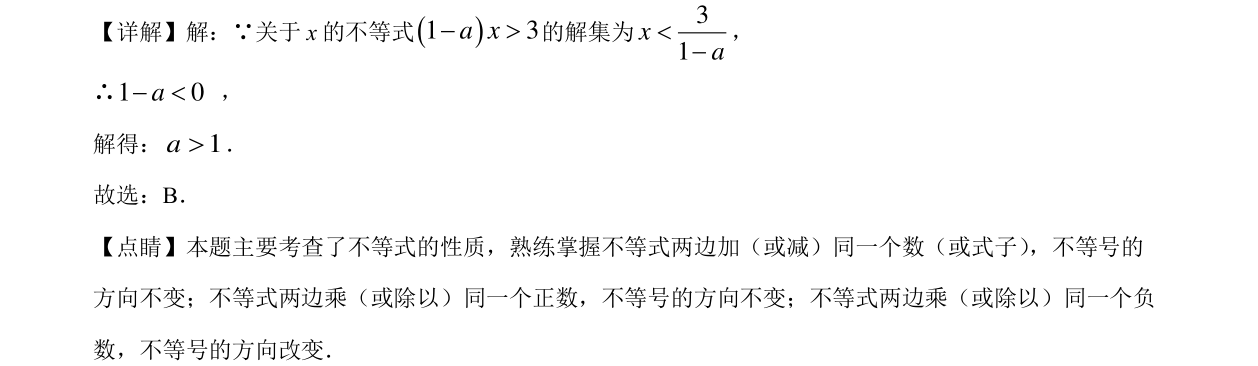 【详解】解：∵关于 x 的不等式(1−a)x>3的解集为 x<3/(1−a)，
∴1−a<0 ，
解得：a>1．
故选：B．
【点睛】本题主要考查了不等式的性质，熟练掌握不等式两边加（或减）同一个数（或式子），不等号的
方向不变；不等式两边乘（或除以）同一个正数，不等号的方向不变；不等式两边乘（或除以）同一个负
数，不等号的方向改变．